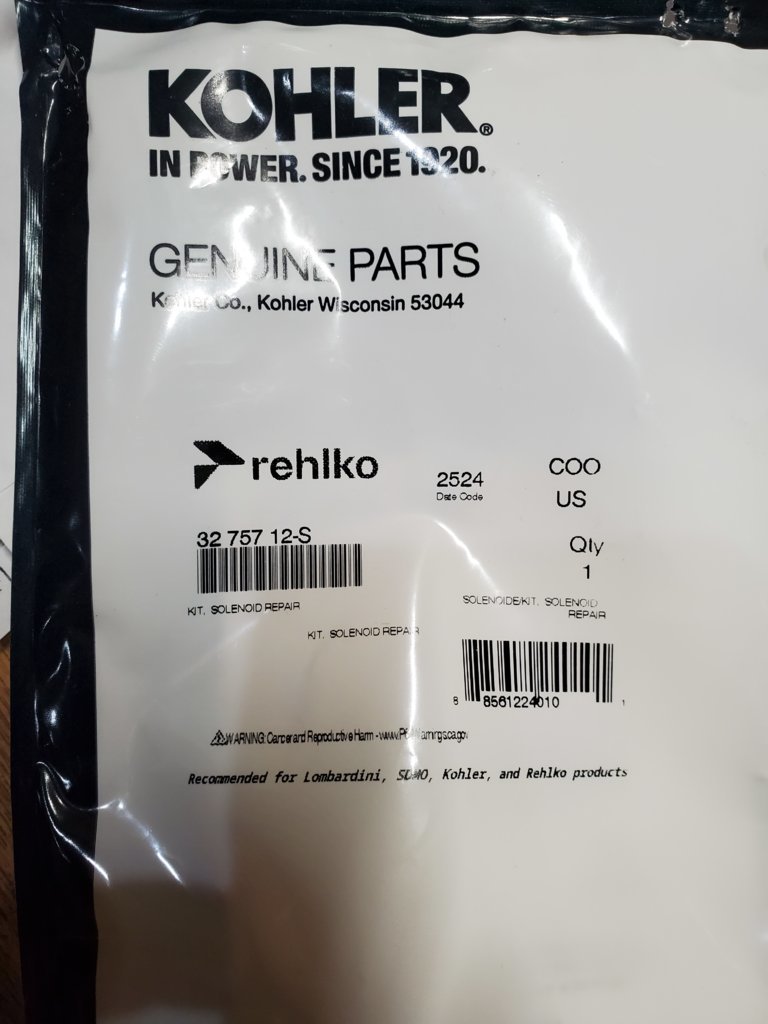 KOHLER®
IN POWER. SINCE 1920.
GENUINE PARTS
Kohler Co., Kohler Wisconsin 53044
rehlko
2524
Date Code
COO
US
32 757 12-S
Qty
1
KIT, SOLENOID REPAIR
SOLENOIDE/KIT, SOLENOID
REPAIR
KIT, SOLENOID REPAIR
8 8561224010 1
WARNING: Cancer and Reproductive Harm -
Recommended for Lombardini, SDMO, Kohler, and Rehlko products